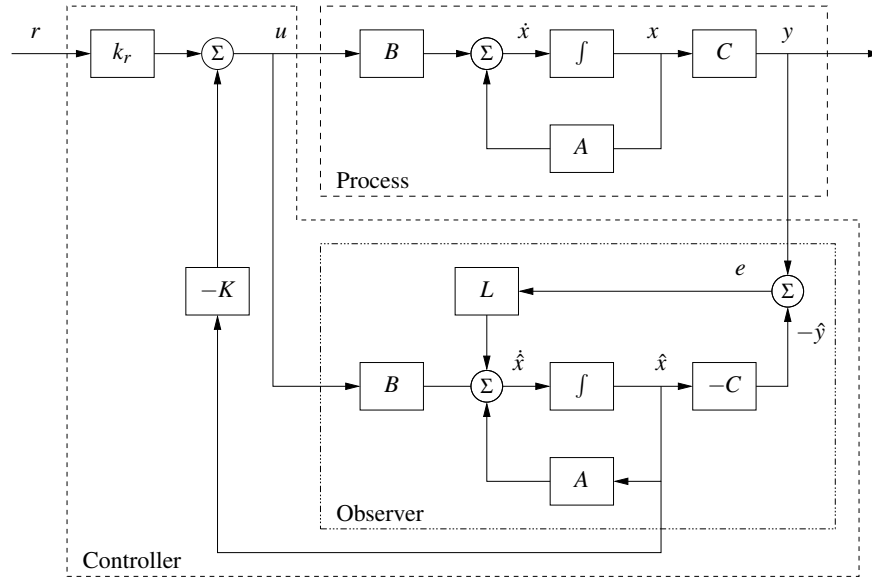 r
k_r
Σ
u
B
Σ
ẋ
∫
x
C
y
A
Process
−K
L
e
Σ
−ŷ
B
Σ
x̂̇
∫
x̂
−C
A
Observer
Controller